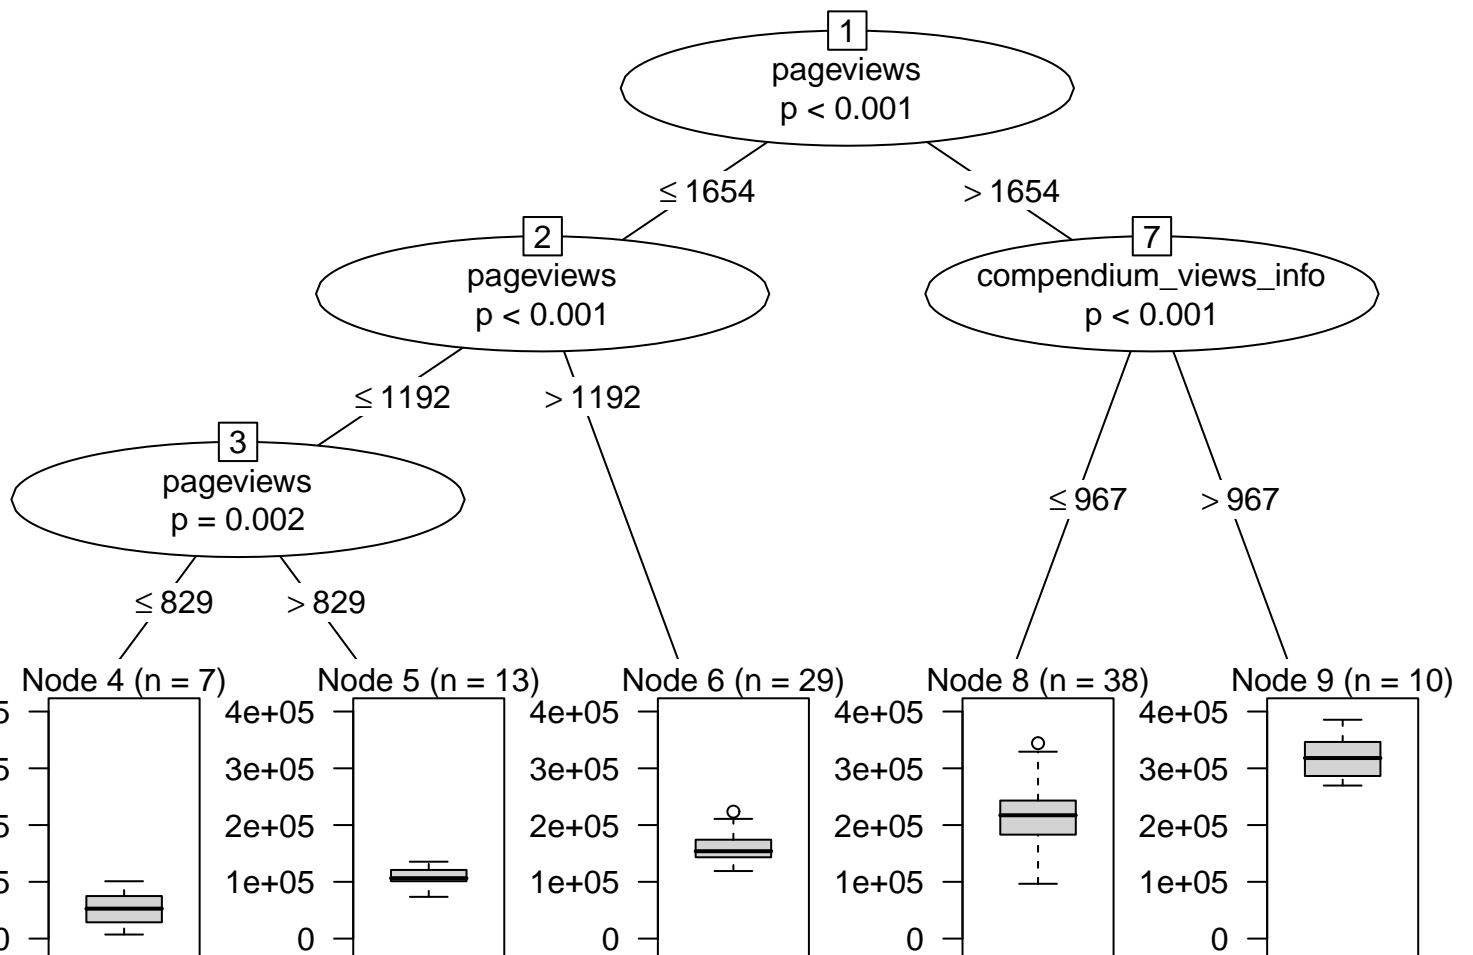 1
pageviews
p < 0.001
≤ 1654
> 1654
2
pageviews
p < 0.001
7
compendium_views_info
p < 0.001
≤ 1192
> 1192
3
pageviews
p = 0.002
≤ 967
> 967
≤ 829
> 829
Node 4 (n = 7)
Node 5 (n = 13)
4e+05
3e+05
2e+05
1e+05
0
Node 6 (n = 29)
4e+05
3e+05
2e+05
1e+05
0
Node 8 (n = 38)
4e+05
3e+05
2e+05
1e+05
0
Node 9 (n = 10)
4e+05
3e+05
2e+05
1e+05
0